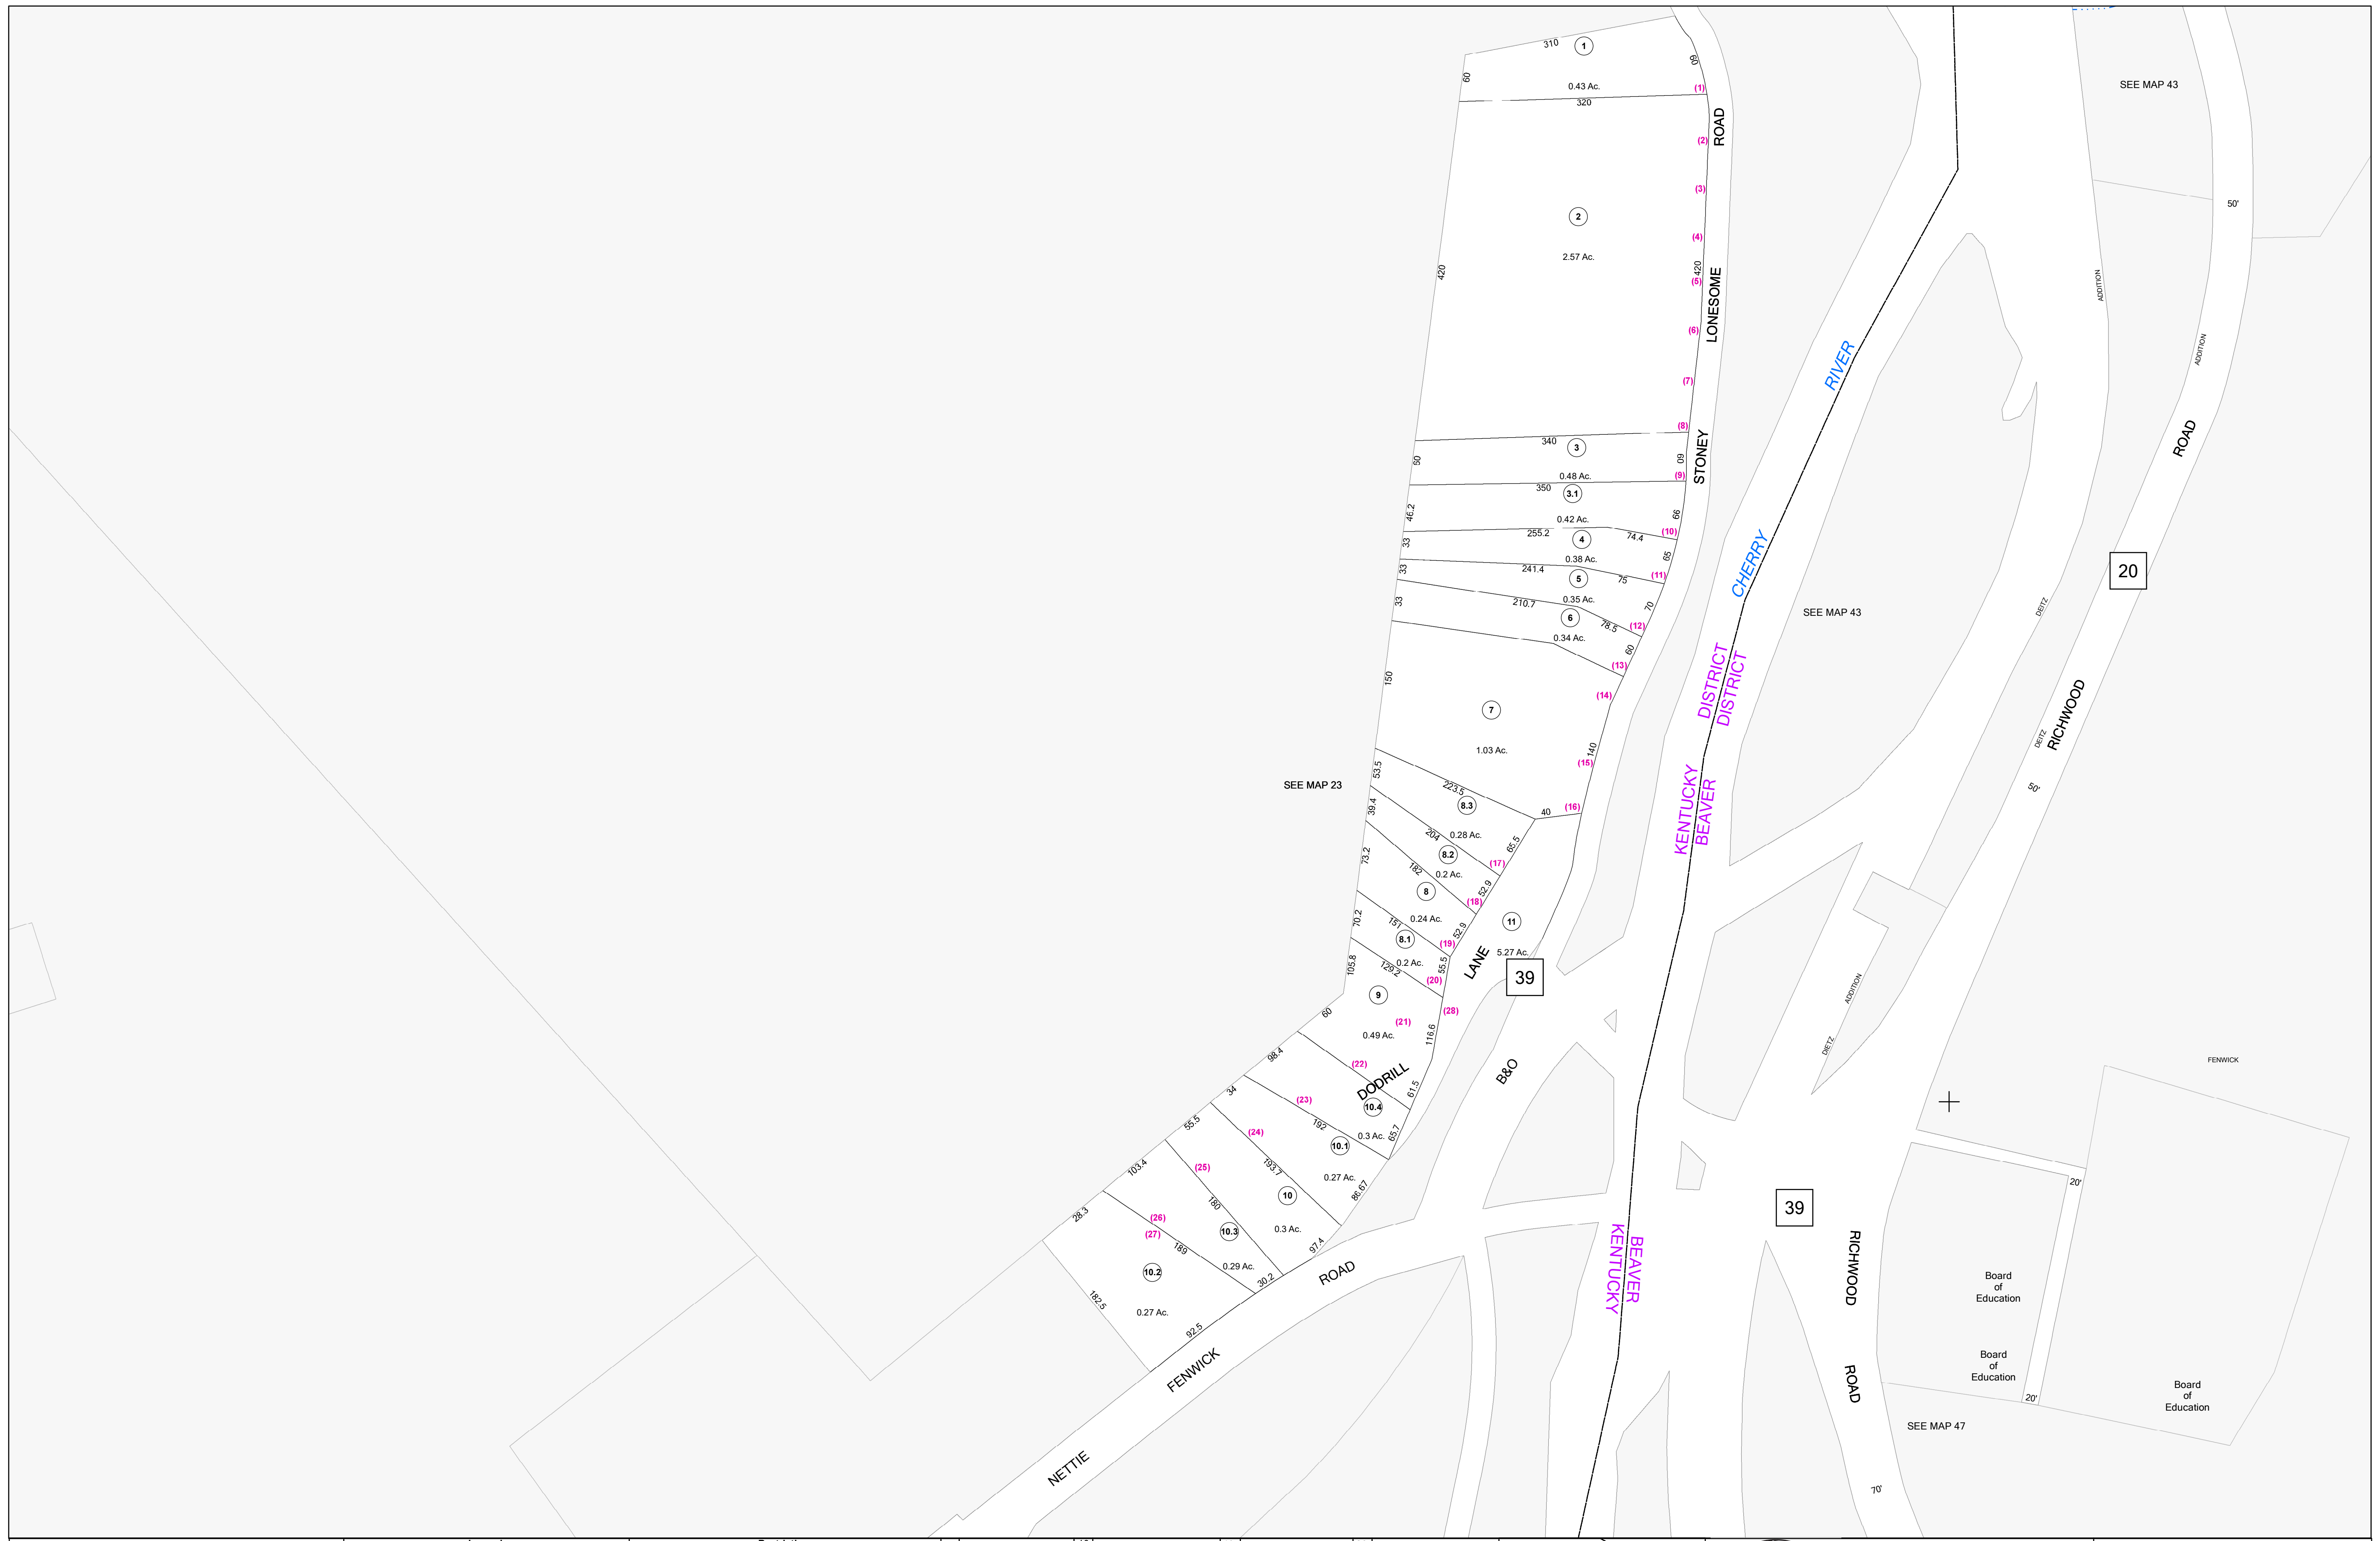 310
1
60
60
0.43 Ac.
(1)
320
SEE MAP 43
ROAD
(2)
(3)
2
50'
(4)
2.57 Ac.
420
420
(5)
ADDITION
LONESOME
(6)
ADDITION
RIVER
(7)
(8)
340
3
60
60
STONEY
ROAD
0.48 Ac.
(9)
350
3.1
46.2
66
0.42 Ac.
255.2
74.4
(10)
4
33
65
0.38 Ac.
241.4
75
(11)
5
33
CHERRY
20
0.35 Ac.
210.7
70
33
6
78.5
(12)
DEITZ
SEE MAP 43
0.34 Ac.
60
(13)
150
(14)
DISTRICT
DISTRICT
7
RICHWOOD
1.03 Ac.
140
(15)
DEITZ
53.5
SEE MAP 23
223.5
8.3
50'
39.4
40
(16)
KENTUCKY
BEAVER
204
0.28 Ac.
65.5
73.2
8.2
(17)
182
0.2 Ac.
8
52.9
(18)
70.2
151
0.24 Ac.
11
8.1
52.9
(19)
5.27 Ac.
105.8
129.2
0.2 Ac.
55.5
LANE
39
(20)
9
ADDITION
60
(21)
(28)
0.49 Ac.
116.6
DIETZ
98.4
(22)
FENWICK
DODRILL
B&O
34
(23)
10.4
61.5
55.5
192
(24)
0.3 Ac.
65.7
10.1
103.4
(25)
193.7
0.27 Ac.
20'
180
10
86.67
39
28.3
(26)
(27)
10.3
0.3 Ac.
189
97.4
KENTUCKY
BEAVER
RICHWOOD
10.2
0.29 Ac.
30.2
ROAD
182.5
0.27 Ac.
92.5
Board
of
Education
FENWICK
Board
of
Education
ROAD
20'
Board
of
Education
SEE MAP 47
NETTIE
70'